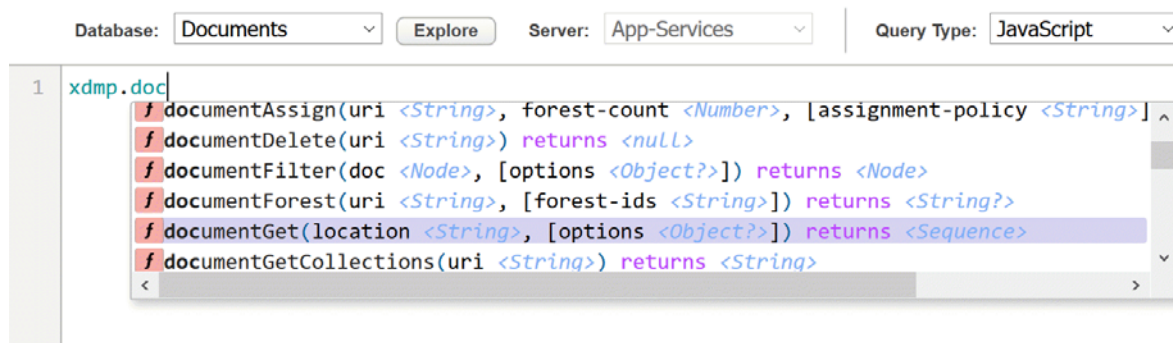 Database: Documents Explore Server: App-Services Query Type: JavaScript
1 xdmp.doc
f documentAssign(uri <String>, forest-count <Number>, [assignment-policy <String>]
f documentDelete(uri <String>) returns <null>
f documentFilter(doc <Node>, [options <Object?>]) returns <Node>
f documentForest(uri <String>, [forest-ids <String>]) returns <String?>
f documentGet(location <String>, [options <Object?>]) returns <Sequence>
f documentGetCollections(uri <String>) returns <String>